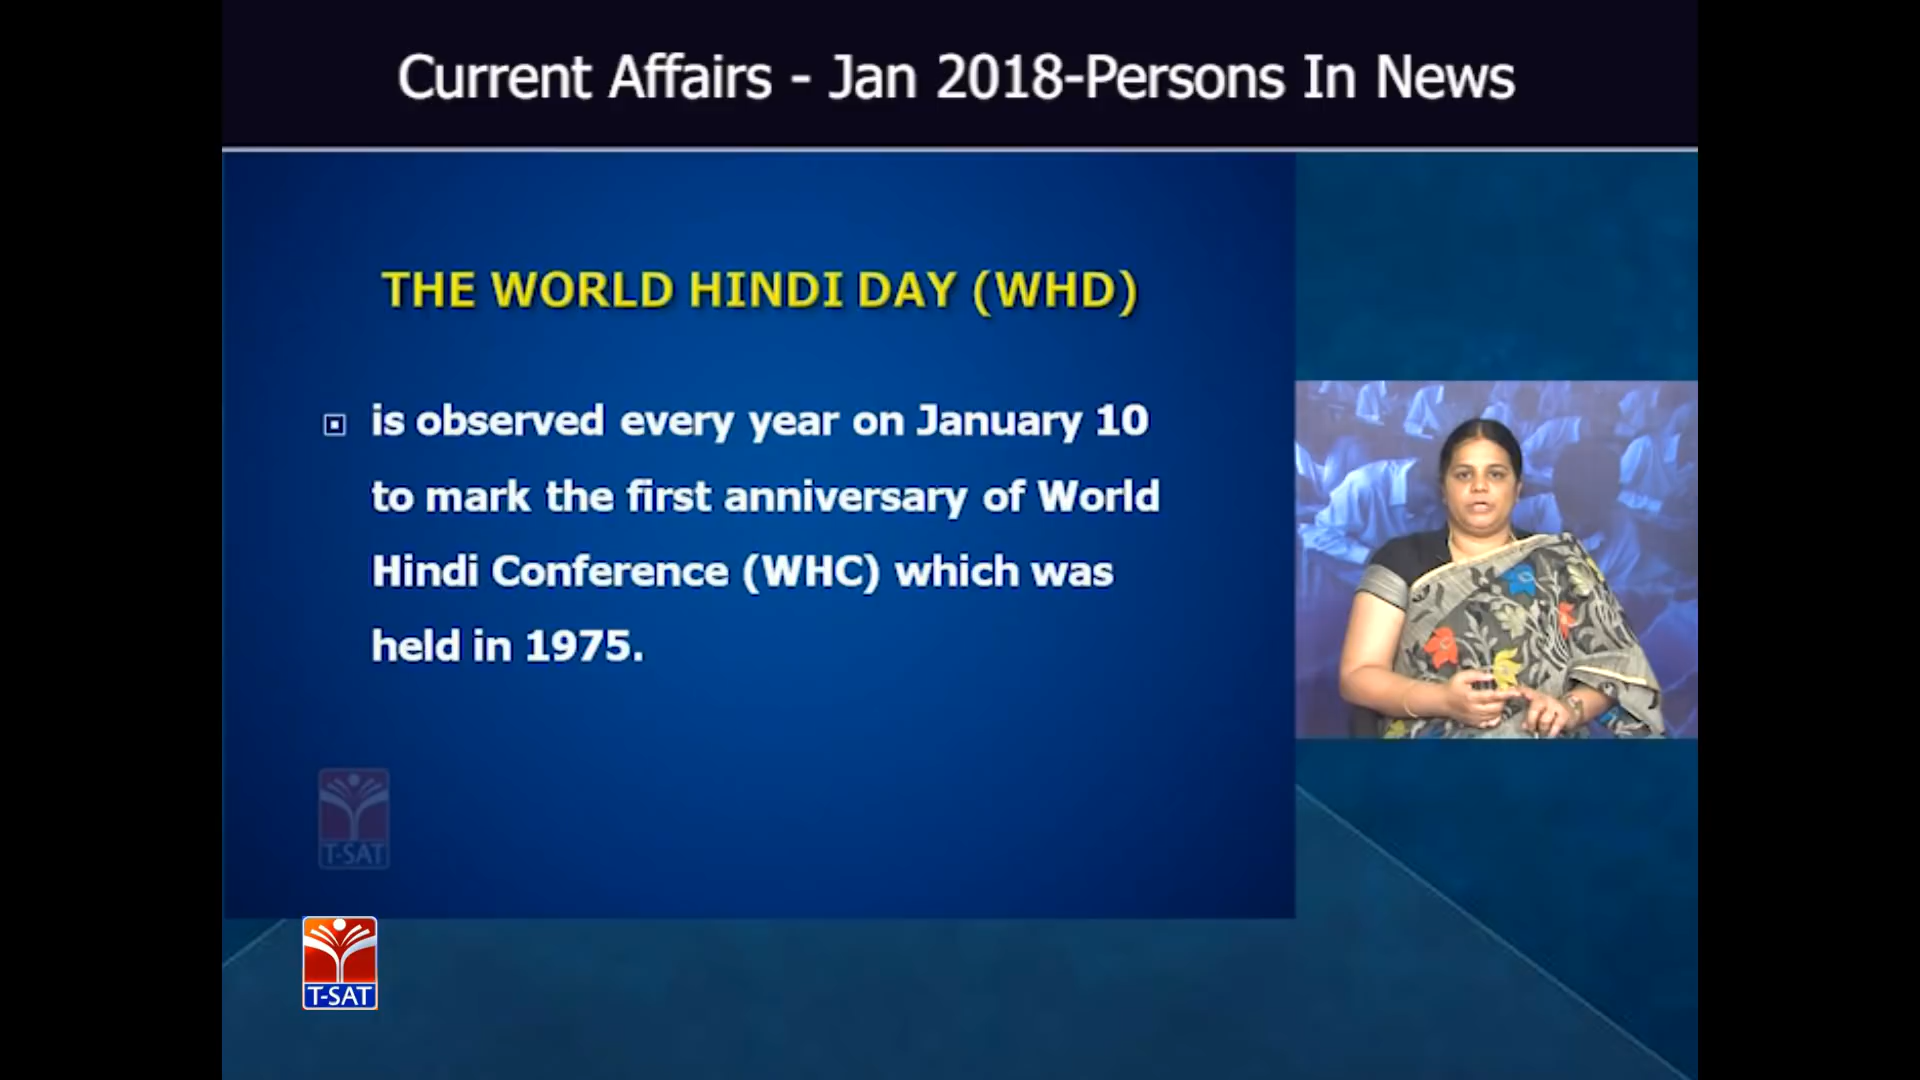 Current Affairs - Jan 2018-Persons In News
THE WORLD HINDI DAY (WHD)
is observed every year on January 10
to mark the first anniversary of World
Hindi Conference (WHC) which was
held in 1975.
T-SAT
T-SAT